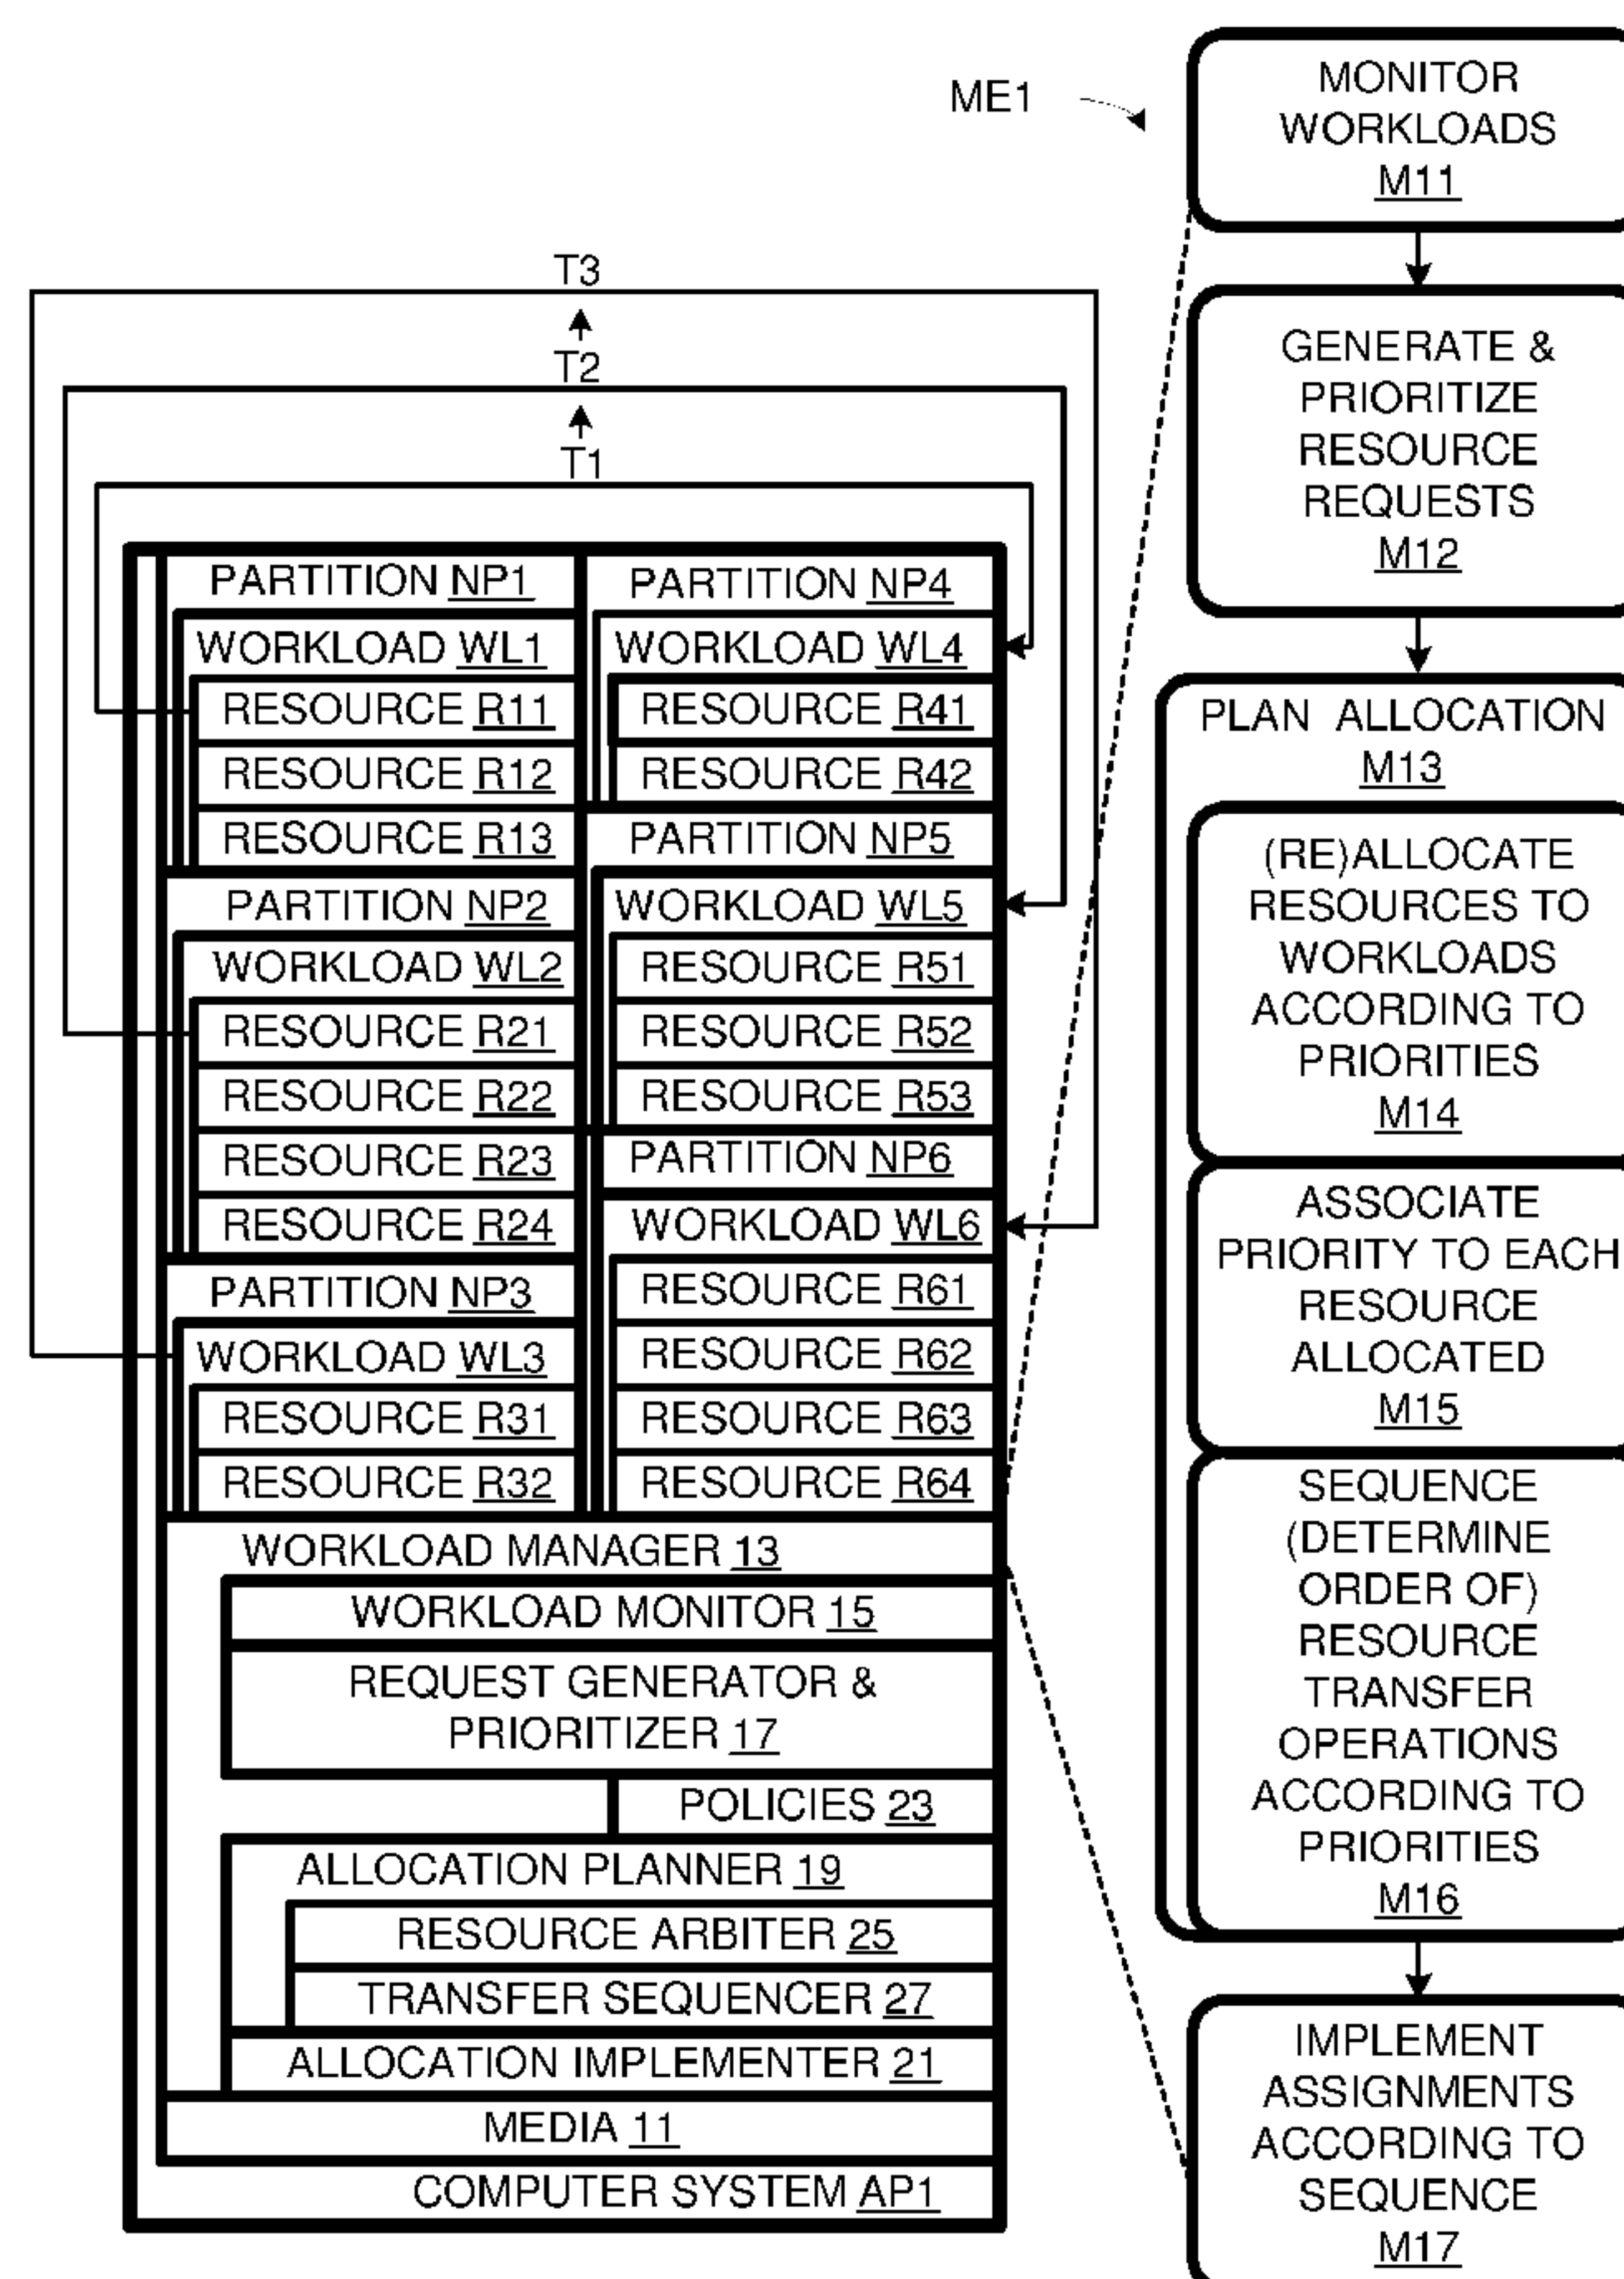 ME1
T3
T2
T1
PARTITION NP1
WORKLOAD WL1
RESOURCE R11
RESOURCE R12
RESOURCE R13
PARTITION NP2
WORKLOAD WL2
RESOURCE R21
RESOURCE R22
RESOURCE R23
RESOURCE R24
PARTITION NP3
WORKLOAD WL3
RESOURCE R31
RESOURCE R32
PARTITION NP4
WORKLOAD WL4
RESOURCE R41
RESOURCE R42
PARTITION NP5
WORKLOAD WL5
RESOURCE R51
RESOURCE R52
RESOURCE R53
PARTITION NP6
WORKLOAD WL6
RESOURCE R61
RESOURCE R62
RESOURCE R63
RESOURCE R64
WORKLOAD MANAGER 13
WORKLOAD MONITOR 15
REQUEST GENERATOR &
PRIORITIZER 17
POLICIES 23
ALLOCATION PLANNER 19
RESOURCE ARBITER 25
TRANSFER SEQUENCER 27
ALLOCATION IMPLEMENTER 21
MEDIA 11
COMPUTER SYSTEM AP1
MONITOR
WORKLOADS
M11
GENERATE &
PRIORITIZE
RESOURCE
REQUESTS
M12
PLAN ALLOCATION
M13
(RE)ALLOCATE
RESOURCES TO
WORKLOADS
ACCORDING TO
PRIORITIES
M14
ASSOCIATE
PRIORITY TO EACH
RESOURCE
ALLOCATED
M15
SEQUENCE
(DETERMINE
ORDER OF)
RESOURCE
TRANSFER
OPERATIONS
ACCORDING TO
PRIORITIES
M16
IMPLEMENT
ASSIGNMENTS
ACCORDING TO
SEQUENCE
M17